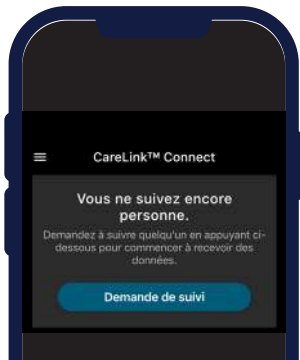 CareLink™ Connect
Vous ne suivez encore
personne.
Demandez à suivre quelqu'un en appuyant ci-
dessous pour commencer à recevoir des
données.
Demande de suivi